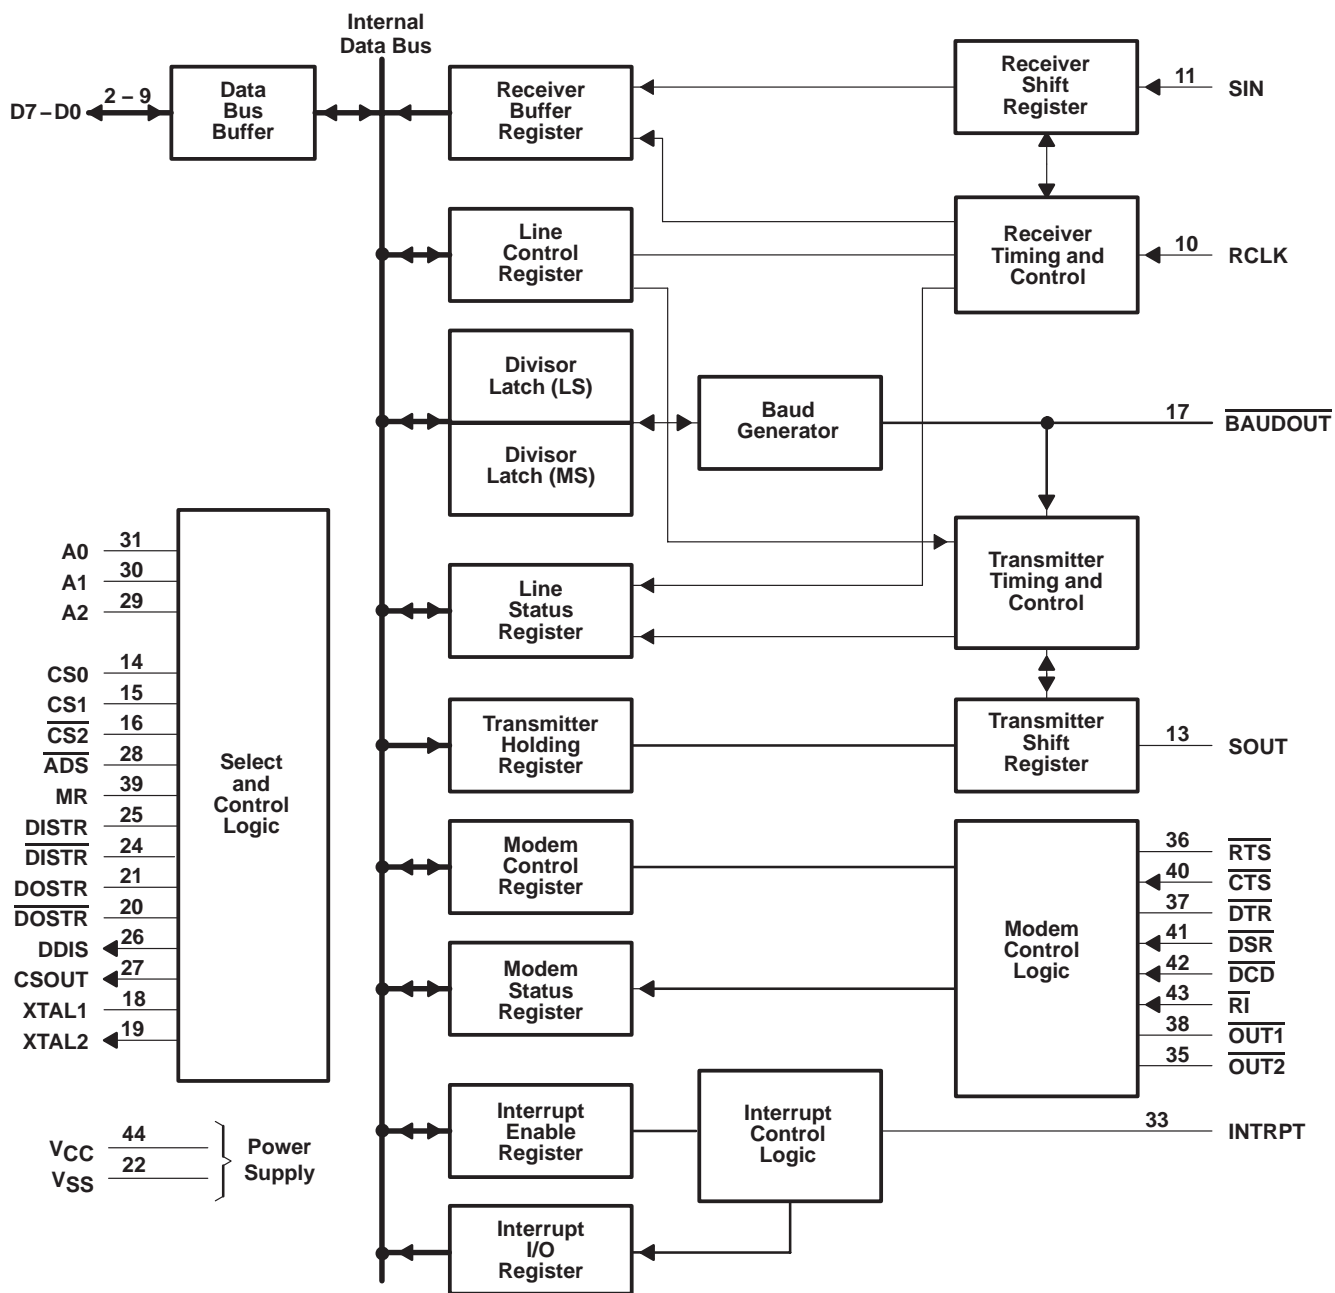 Internal
Data Bus
D7 – D0
2 – 9
Data
Bus
Buffer
Receiver
Buffer
Register
Receiver
Shift
Register
11
SIN
Line
Control
Register
Receiver
Timing and
Control
10
RCLK
Divisor
Latch (LS)
Divisor
Latch (MS)
Baud
Generator
17
BAUDOUT
Transmitter
Timing and
Control
Line
Status
Register
Transmitter
Holding
Register
Transmitter
Shift
Register
13
SOUT
A0
31
A1
30
A2
29
CS0
14
CS1
15
CS2
16
ADS
28
MR
39
DISTR
25
DISTR
24
DOSTR
21
DOSTR
20
DDIS
26
CSOUT
27
XTAL1
18
XTAL2
19
Select
and
Control
Logic
Modem
Control
Register
Modem
Status
Register
Modem
Control
Logic
36
RTS
40
CTS
37
DTR
41
DSR
42
DCD
43
RI
38
OUT1
35
OUT2
VCC
44
VSS
22
Power
Supply
Interrupt
Enable
Register
Interrupt
Control
Logic
33
INTRPT
Interrupt
I/O
Register